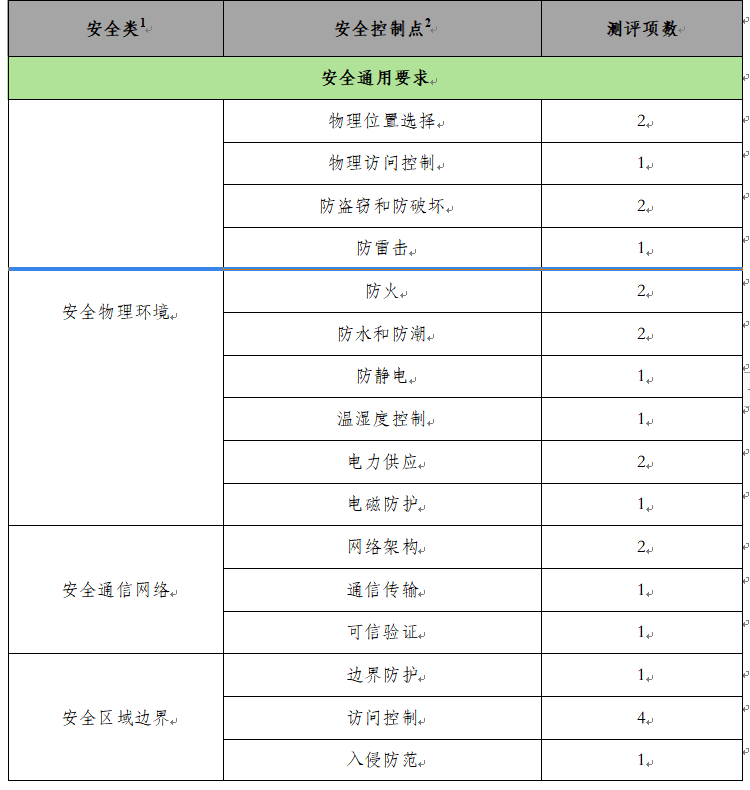 安全类1 安全控制点2 测评项数
安全通用要求
物理位置选择 2
物理访问控制 1
防盗窃和防破坏 2
防雷击 1
防火 2
安全物理环境
防水和防潮 2
防静电 1
温湿度控制 1
电力供应 2
电磁防护 1
网络架构 2
安全通信网络 通信传输 1
可信验证 1
边界防护 1
安全区域边界 访问控制 4
入侵防范 1